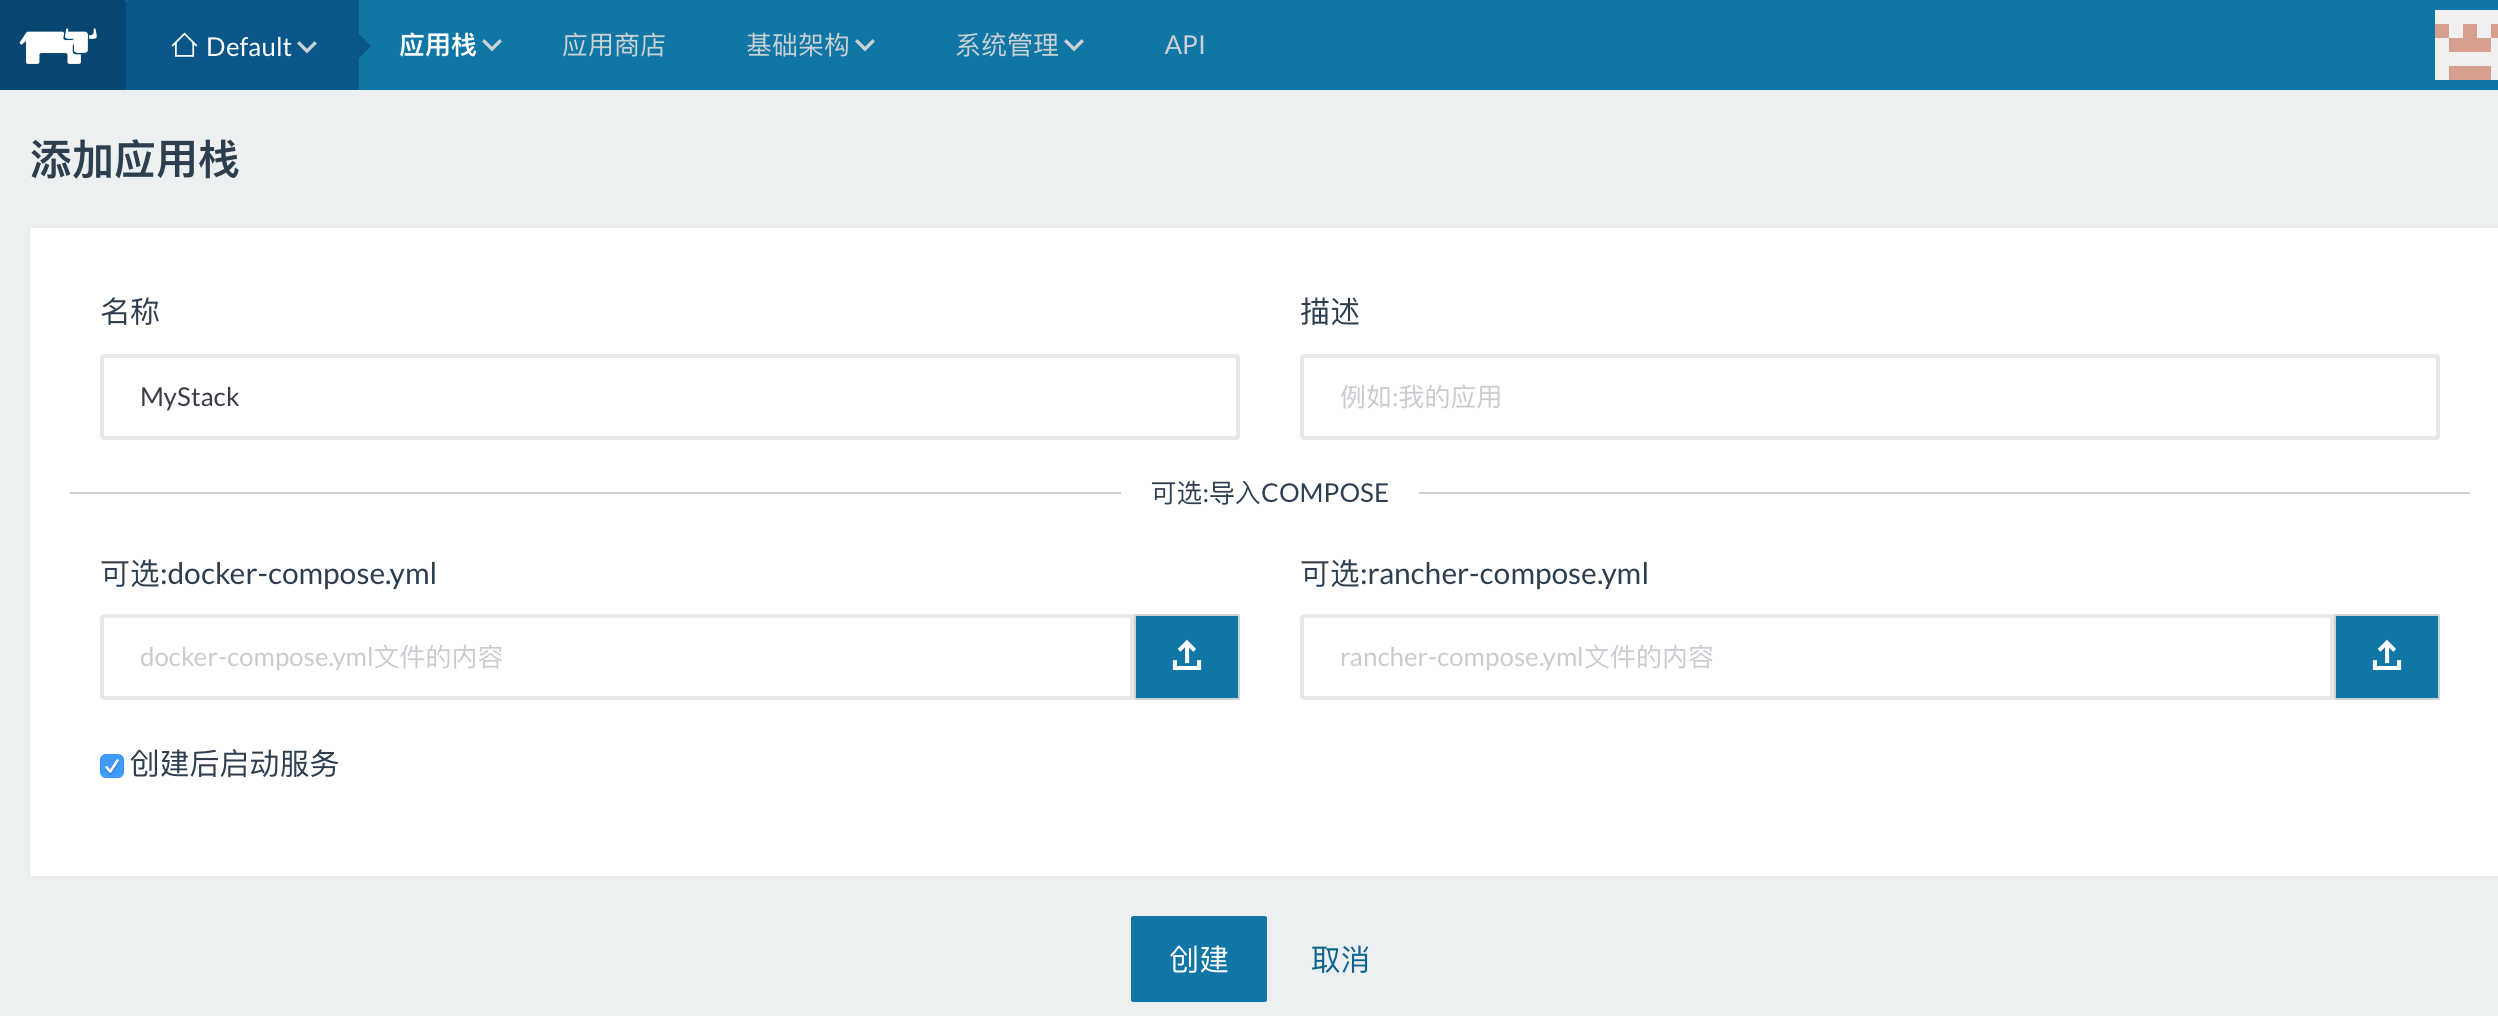 Default 应用栈 应用商店 基础架构 系统管理 API
添加应用栈
名称 描述
MyStack 例如:我的应用
可选:导入COMPOSE
可选:docker-compose.yml 可选:rancher-compose.yml
docker-compose.yml文件的内容 rancher-compose.yml文件的内容
创建后启动服务
创建 取消